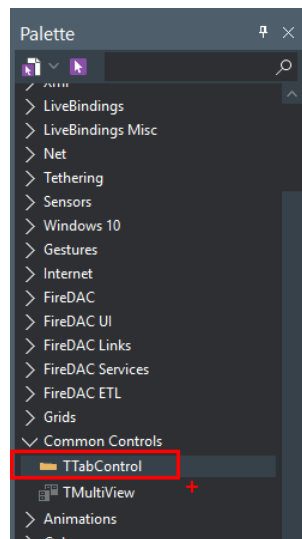 Palette
LiveBindings
LiveBindings Misc
Net
Tethering
Sensors
Windows 10
Gestures
Internet
FireDAC
FireDAC UI
FireDAC Links
FireDAC Services
FireDAC ETL
Grids
Common Controls
TTabControl
TMultiView
Animations